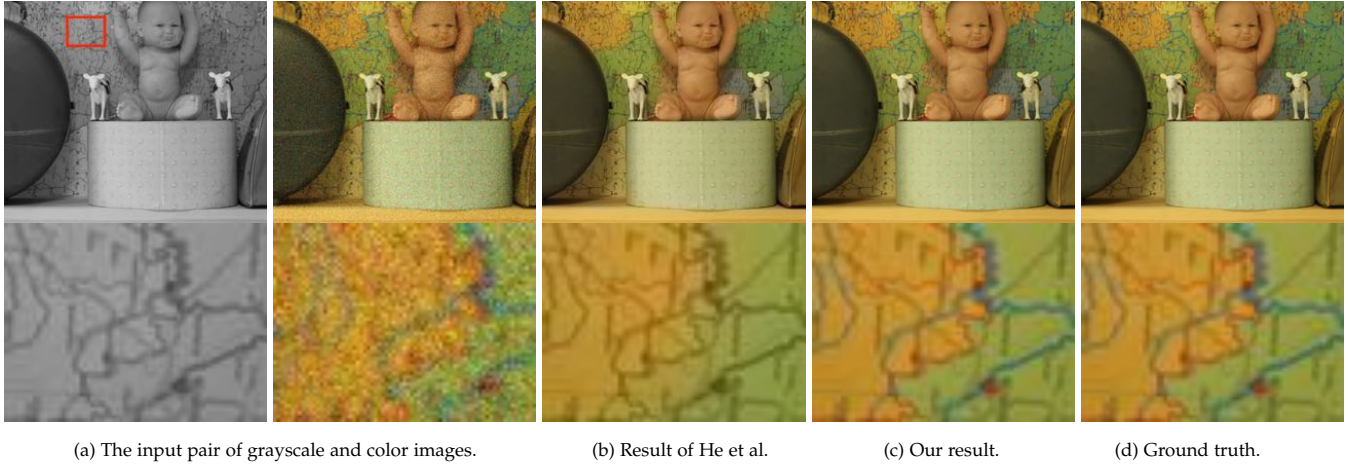 (a) The input pair of grayscale and color images.
(b) Result of He et al.
(c) Our result.
(d) Ground truth.